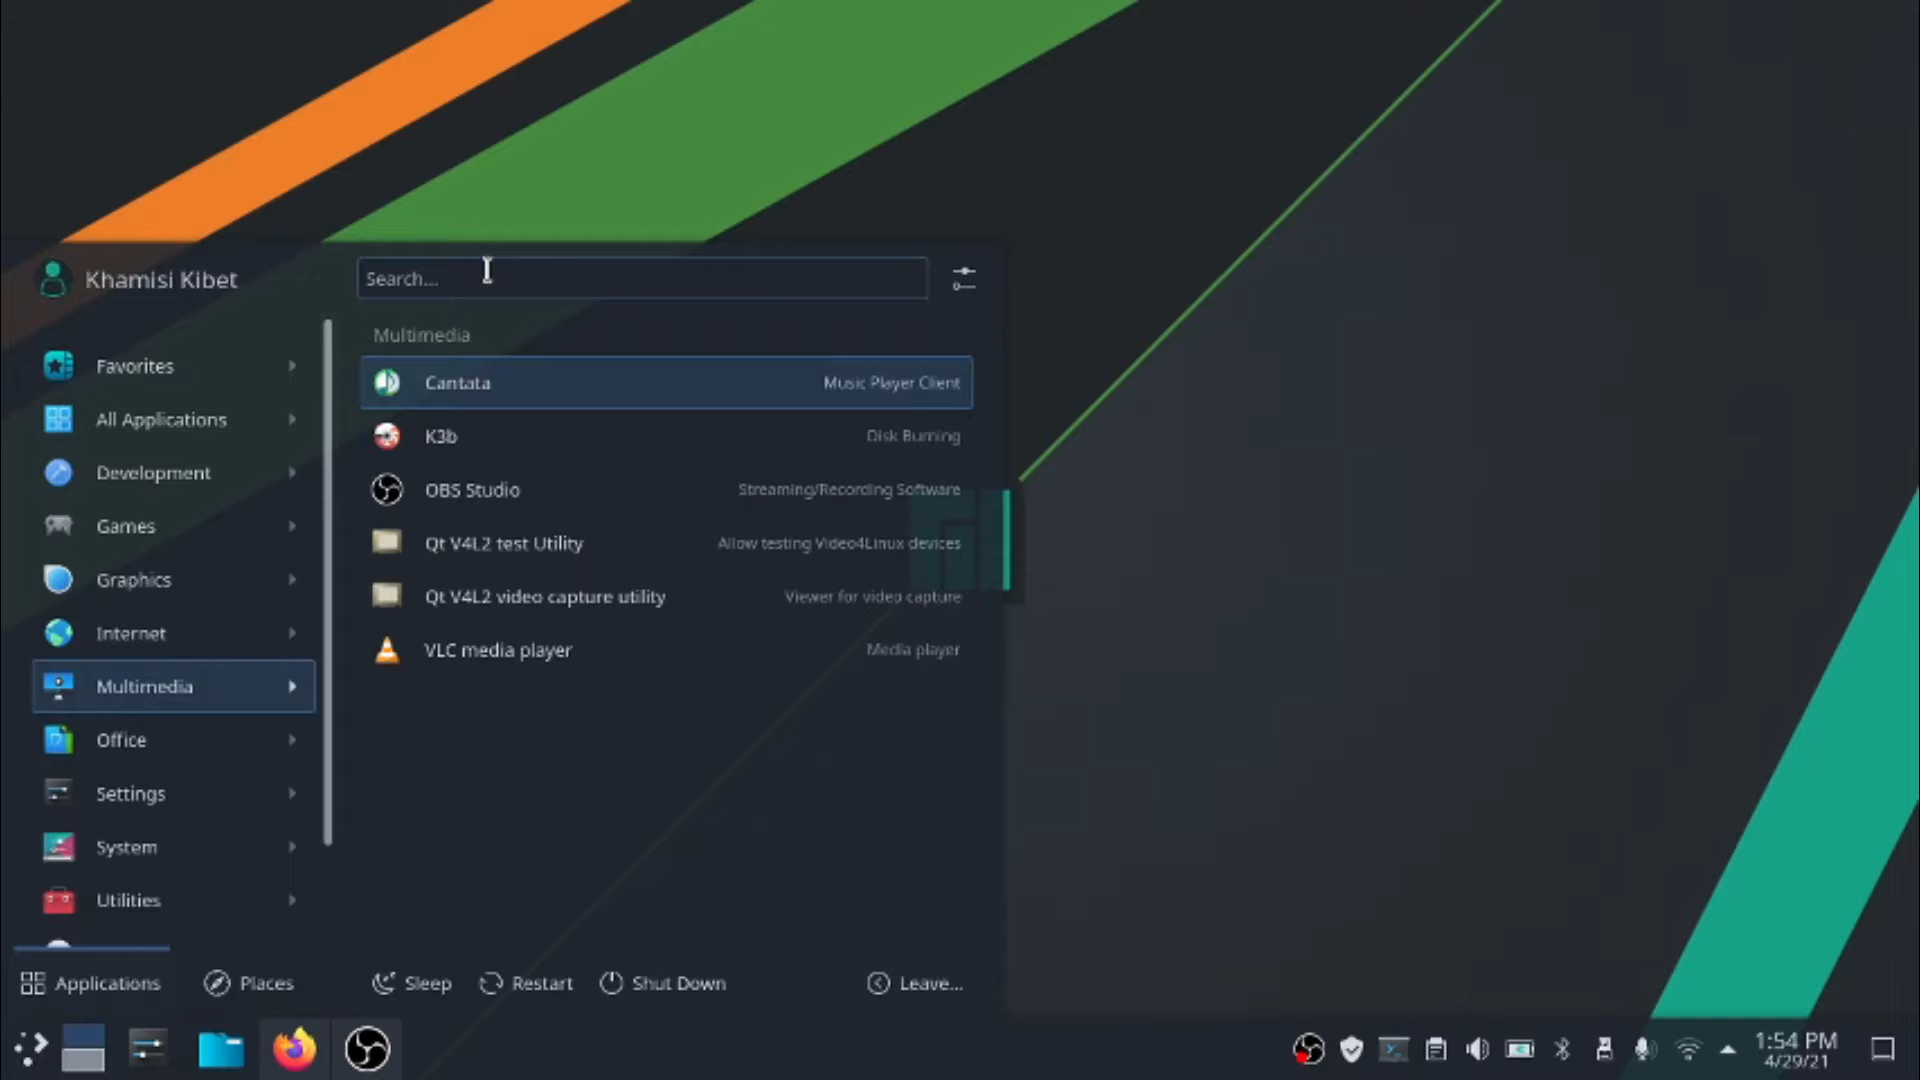 Khamisi Kibet
Search...
Favorites
All Applications
Development
Games
Graphics
Internet
Multimedia
Office
Settings
System
Utilities
Multimedia
Cantata Music Player Client
K3b Disk Burning
OBS Studio Streaming/Recording Software
Qt V4L2 test Utility Allow testing Video4Linux devices
Qt V4L2 video capture utility Viewer for video capture
VLC media player Media player
Applications Places Sleep Restart Shut Down Leave...
1:54 PM
4/29/21